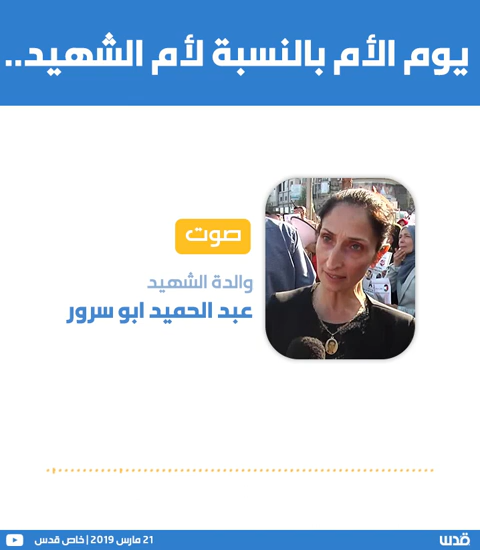 يوم الأم بالنسبة لأم الشهيد..
صوت
والدة الشهيد
عبد الحميد ابو سرور
قدس
21 مارس 2019 | خاص قدس